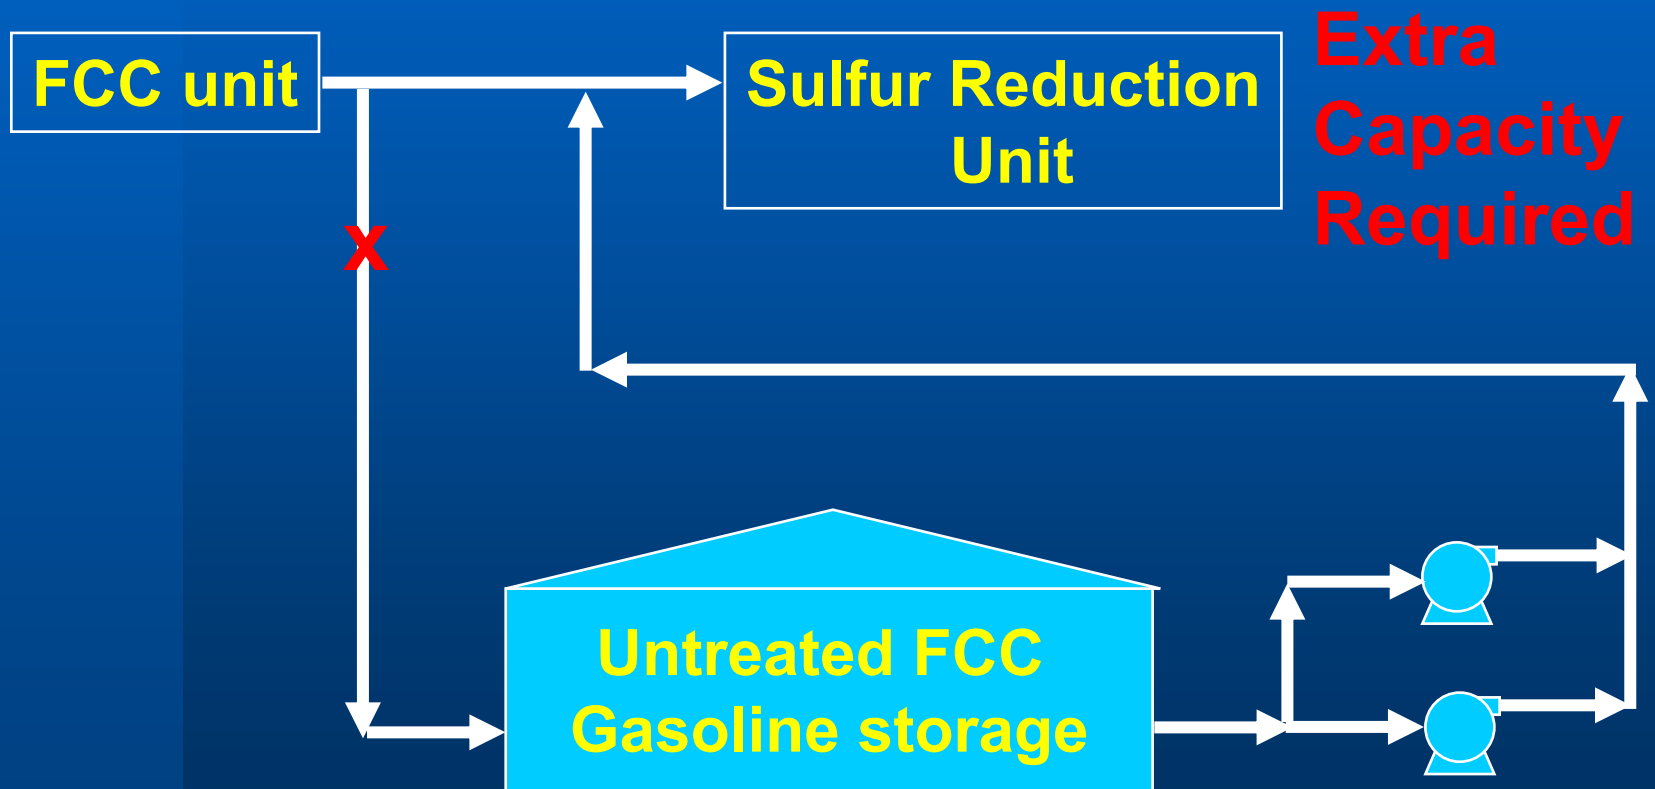 FCC unit
Sulfur Reduction
Unit
Extra
Capacity
Required
x
Untreated FCC
Gasoline storage